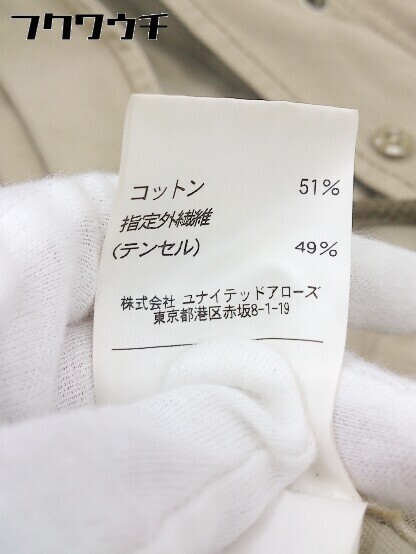 フクワウチ
コットン 51%
指定外繊維
(テンセル) 49%
株式会社 ユナイテッドアローズ
東京都港区赤坂8-1-19